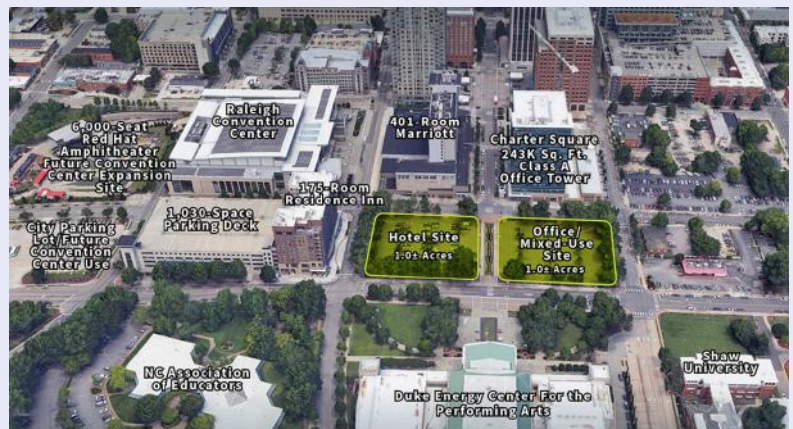 Raleigh
Convention
Center
6,000-Seat
Red Hat
Amphitheater
Future Convention
Center Expansion
Site
401-Room
Marriott
Charter Square
243K Sq. Ft.
Class A
Office Tower
175-Room
Residence Inn
1,030-Space
Parking Deck
City Parking
Lot/Future
Convention
Center Use
Hotel Site
1.0± Acres
Office/
Mixed-Use
Site
1.0± Acres
NC Association
of Educators
Duke Energy Center For the
Performing Arts
Shaw
University